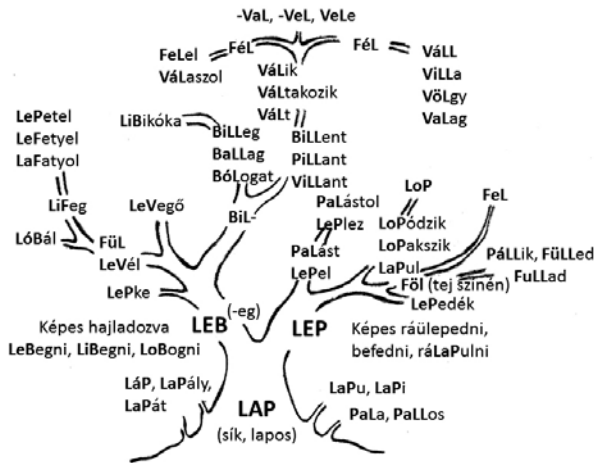 -VaL, -VeL, VeLe
FeLel
VáLaszol
FéL
FéL
VáLL
ViLLa
VöLgy
VaLag
VáLik
VáLtakozik
VáLt
LePetel
LeFetyel
LaFatyol
LiBikóka
BiLLeg
BaLLag
BóLogat
BiLLent
PiLLant
ViLLant
LiFeg
LeVegő
BiL-
LóBál
FüL
LeVél
LePke
PaLástol
LePlez
PaLást
LePel
LoP
LoPódzik
LoPakszik
LaPul
FeL
Föl (tej színén)
LePedék
PáLLik, FüLLed
FuLLad
LEB (-eg)
LEP
Képes hajladozva
LeBegni, LiBegni, LoBogni
Képes ráülepedni,
befedni, ráLaPulni
LáP, LaPály,
LaPát
LAP
(sík, lapos)
LaPu, LaPi
PaLa, PaLLos